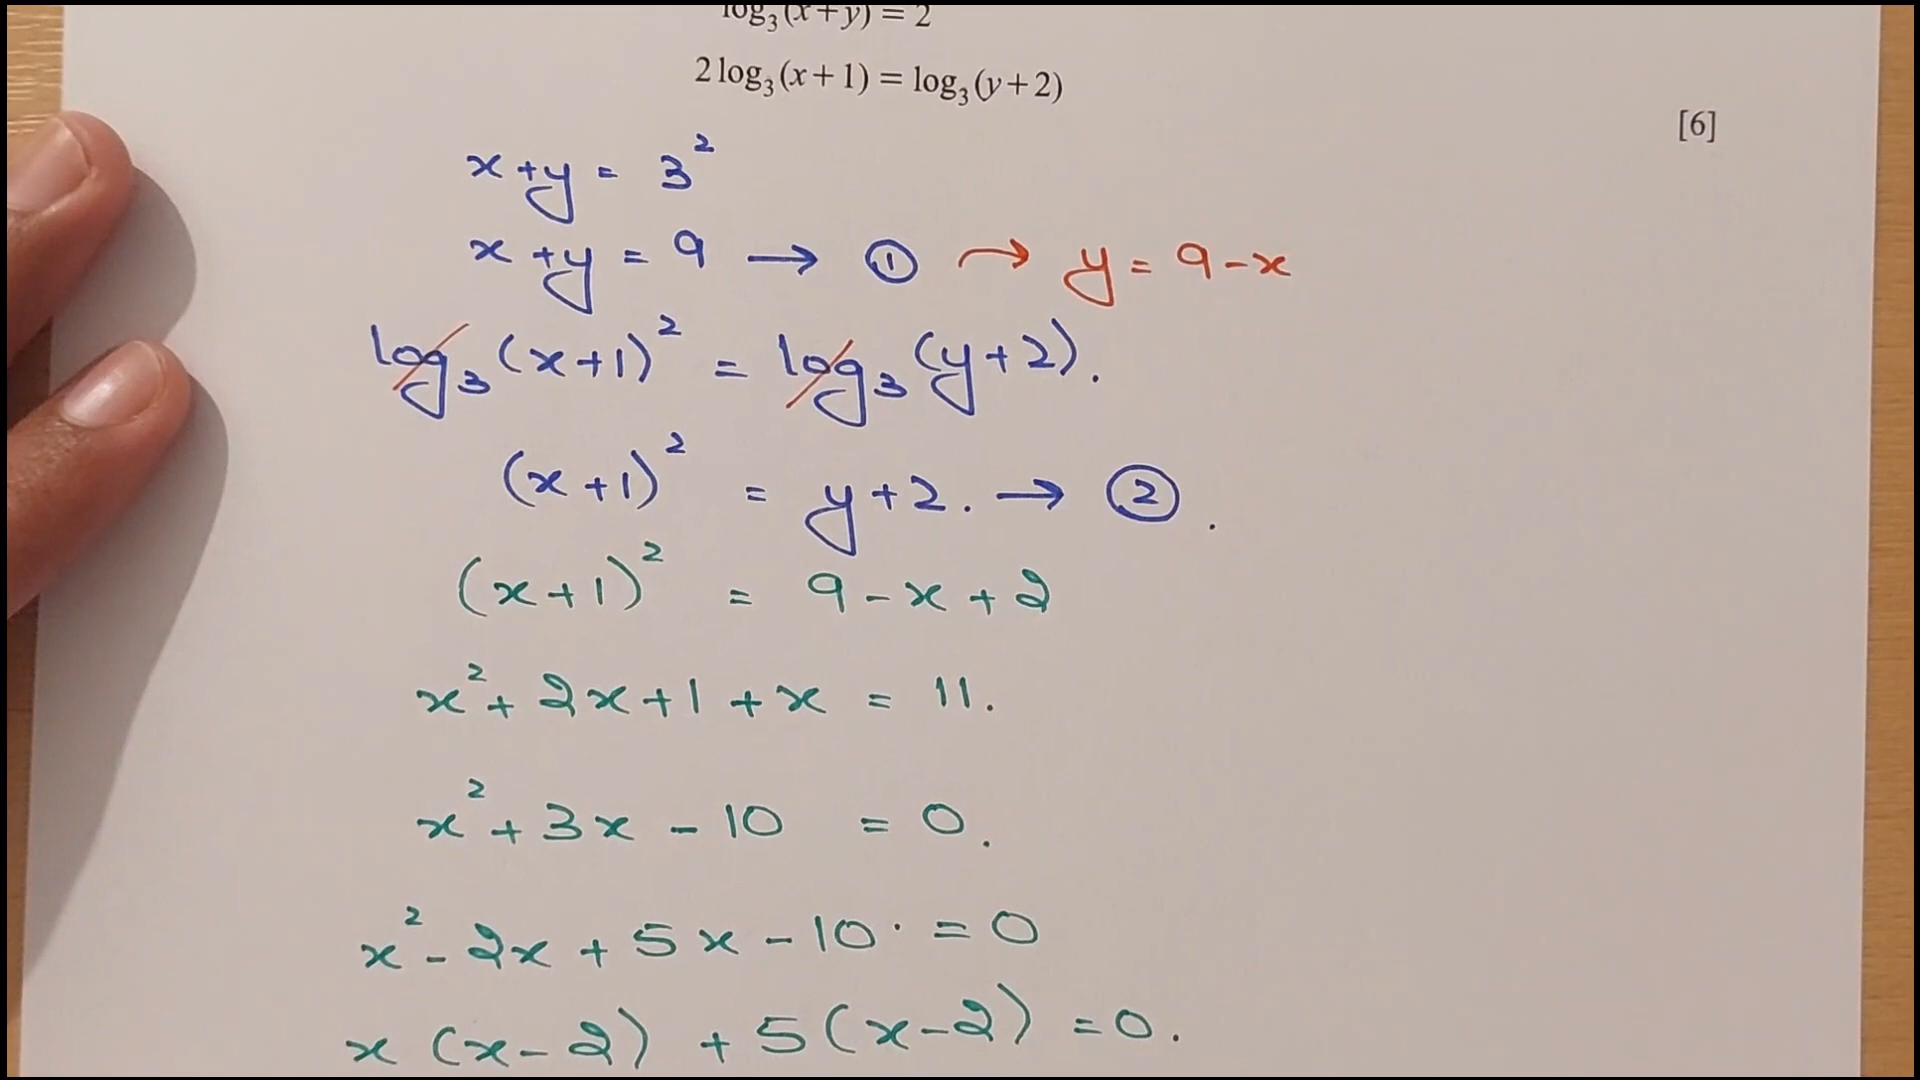 log₃(x+y) = 2
2 log₃(x+1) = log₃(y+2)
[6]
x+y = 3²
x+y = 9 → ① → y = 9-x
log₃(x+1)² = log₃(y+2).
(x+1)² = y+2. → ②.
(x+1)² = 9-x+2
x²+2x+1+x = 11.
x²+3x-10 = 0.
x²-2x+5x-10. = 0
x(x-2) + 5(x-2) = 0.